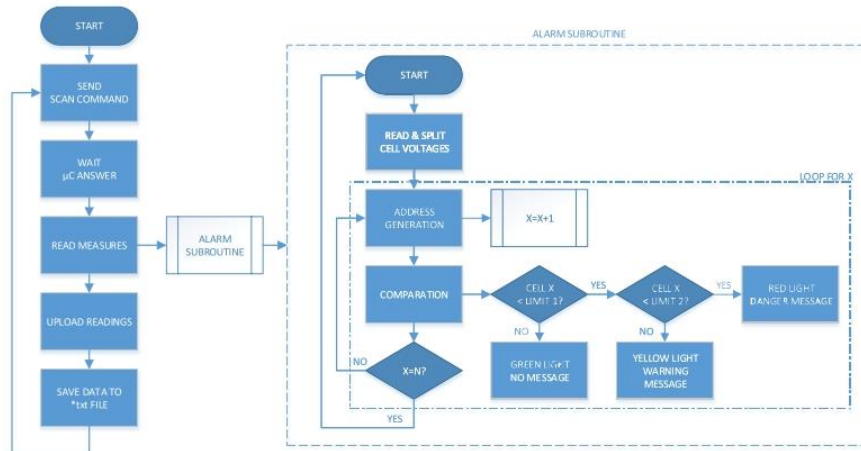 START
SEND
SCAN COMMAND
WAIT
µC ANSWER
READ MEASURES
UPLOAD READINGS
SAVE DATA TO
*txt FILE
ALARM
SUBROUTINE
ALARM SUBROUTINE
START
READ & SPLIT
CELL VOLTAGES
LOOP FOR X
ADDRESS
GENERATION
X=X+1
COMPARATION
CELL X
< LIMIT 1?
YES
CELL X
< LIMIT 2?
YES
RED LIGHT
DANGER MESSAGE
NO
NO
GREEN LIGHT
NO MESSAGE
YELLOW LIGHT
WARNING
MESSAGE
NO
X=N?
YES